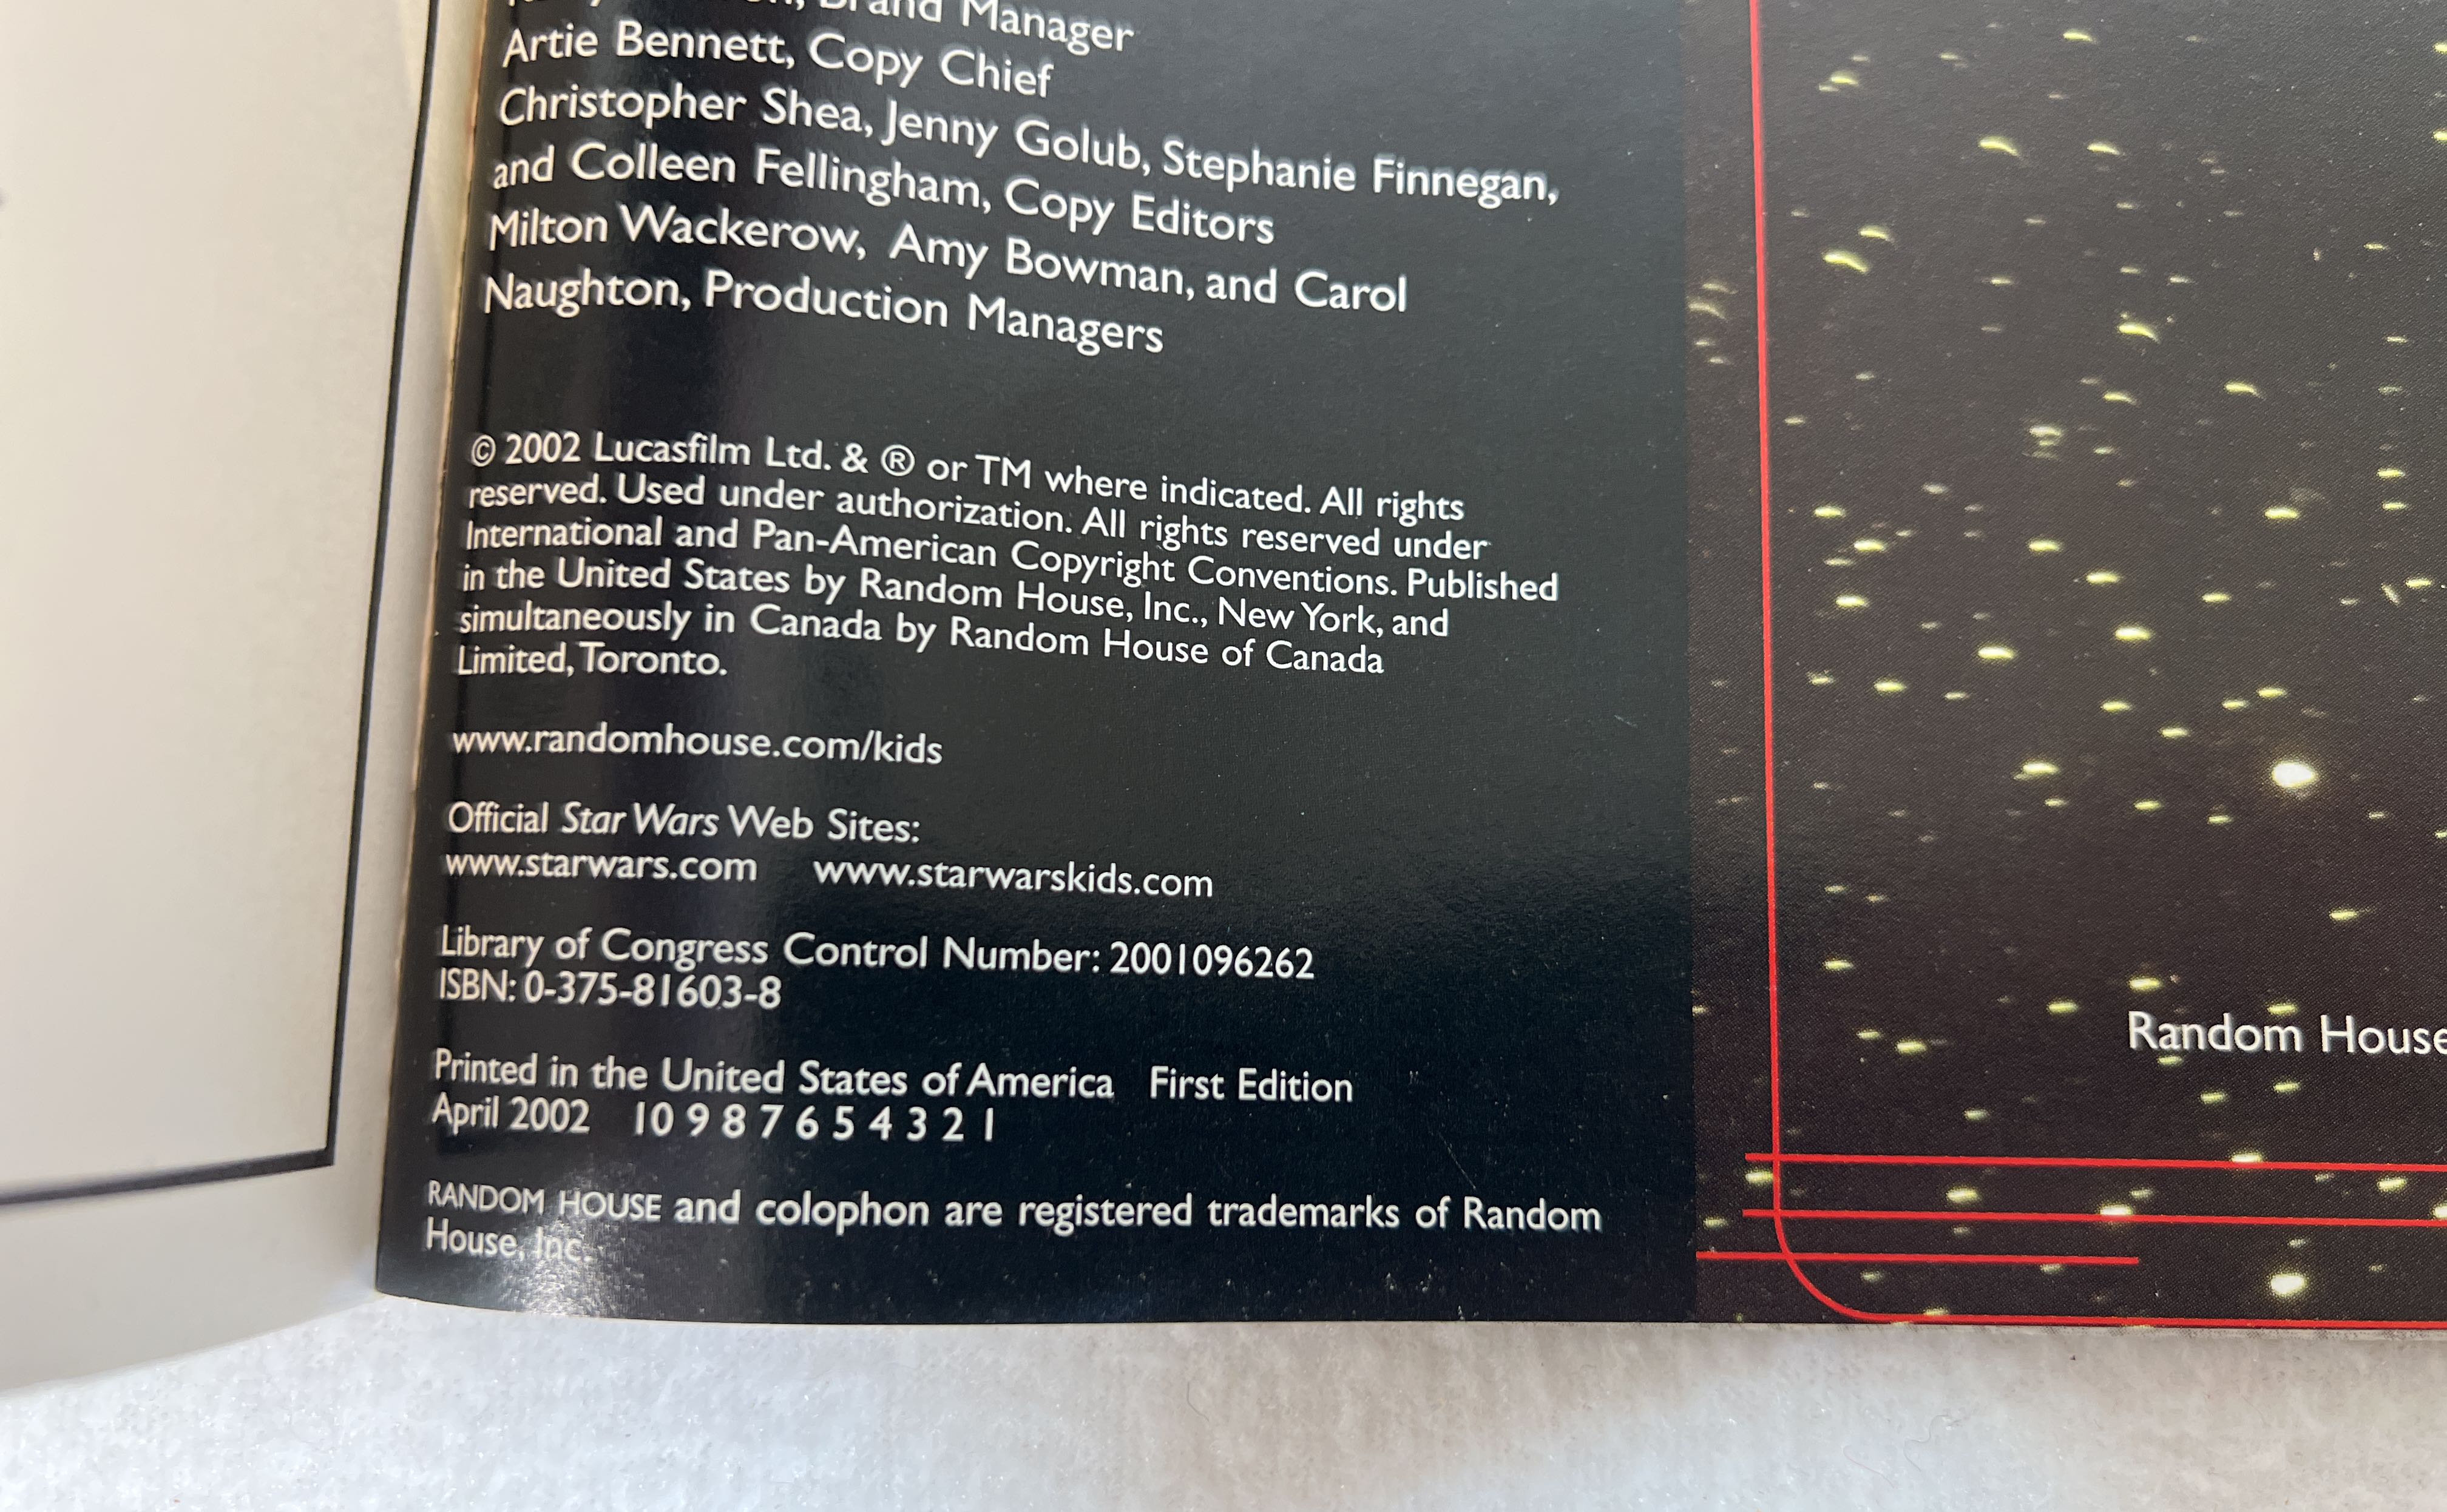 Brand Manager
Artie Bennett, Copy Chief
Christopher Shea, Jenny Golub, Stephanie Finnegan,
and Colleen Fellingham, Copy Editors
Milton Wackerow, Amy Bowman, and Carol
Naughton, Production Managers
© 2002 Lucasfilm Ltd. & ® or TM where indicated. All rights
reserved. Used under authorization. All rights reserved under
International and Pan-American Copyright Conventions. Published
in the United States by Random House, Inc., New York, and
simultaneously in Canada by Random House of Canada
Limited, Toronto.
www.randomhouse.com/kids
Official Star Wars Web Sites:
www.starwars.com www.starwarskids.com
Library of Congress Control Number: 2001096262
ISBN: 0-375-81603-8
Printed in the United States of America First Edition
April 2002 10 9 8 7 6 5 4 3 2 1
RANDOM HOUSE and colophon are registered trademarks of Random
House, Inc.
Random House